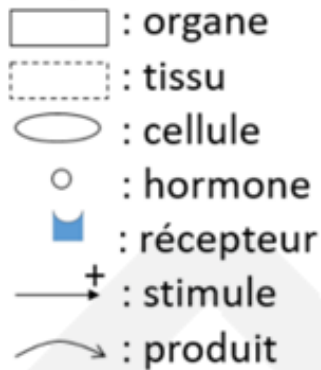 : organe
: tissu
: cellule
: hormone
: récepteur
+ : stimule
: produit